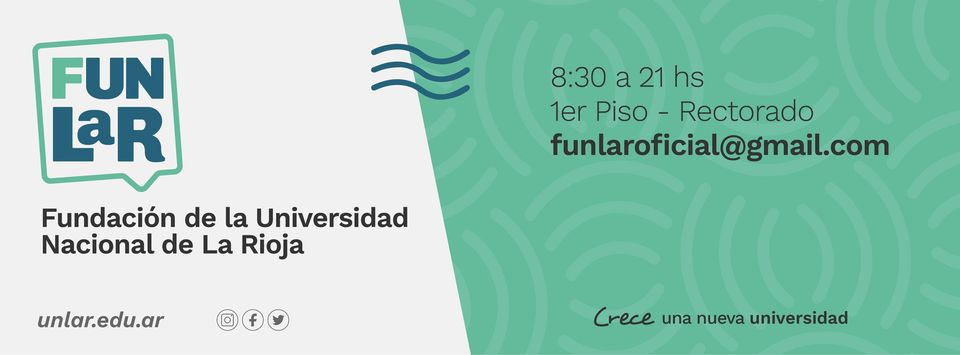 FUN
LaR
Fundación de la Universidad
Nacional de La Rioja
unlar.edu.ar
8:30 a 21 hs
1er Piso - Rectorado
funlaroficial@gmail.com
Crece una nueva universidad